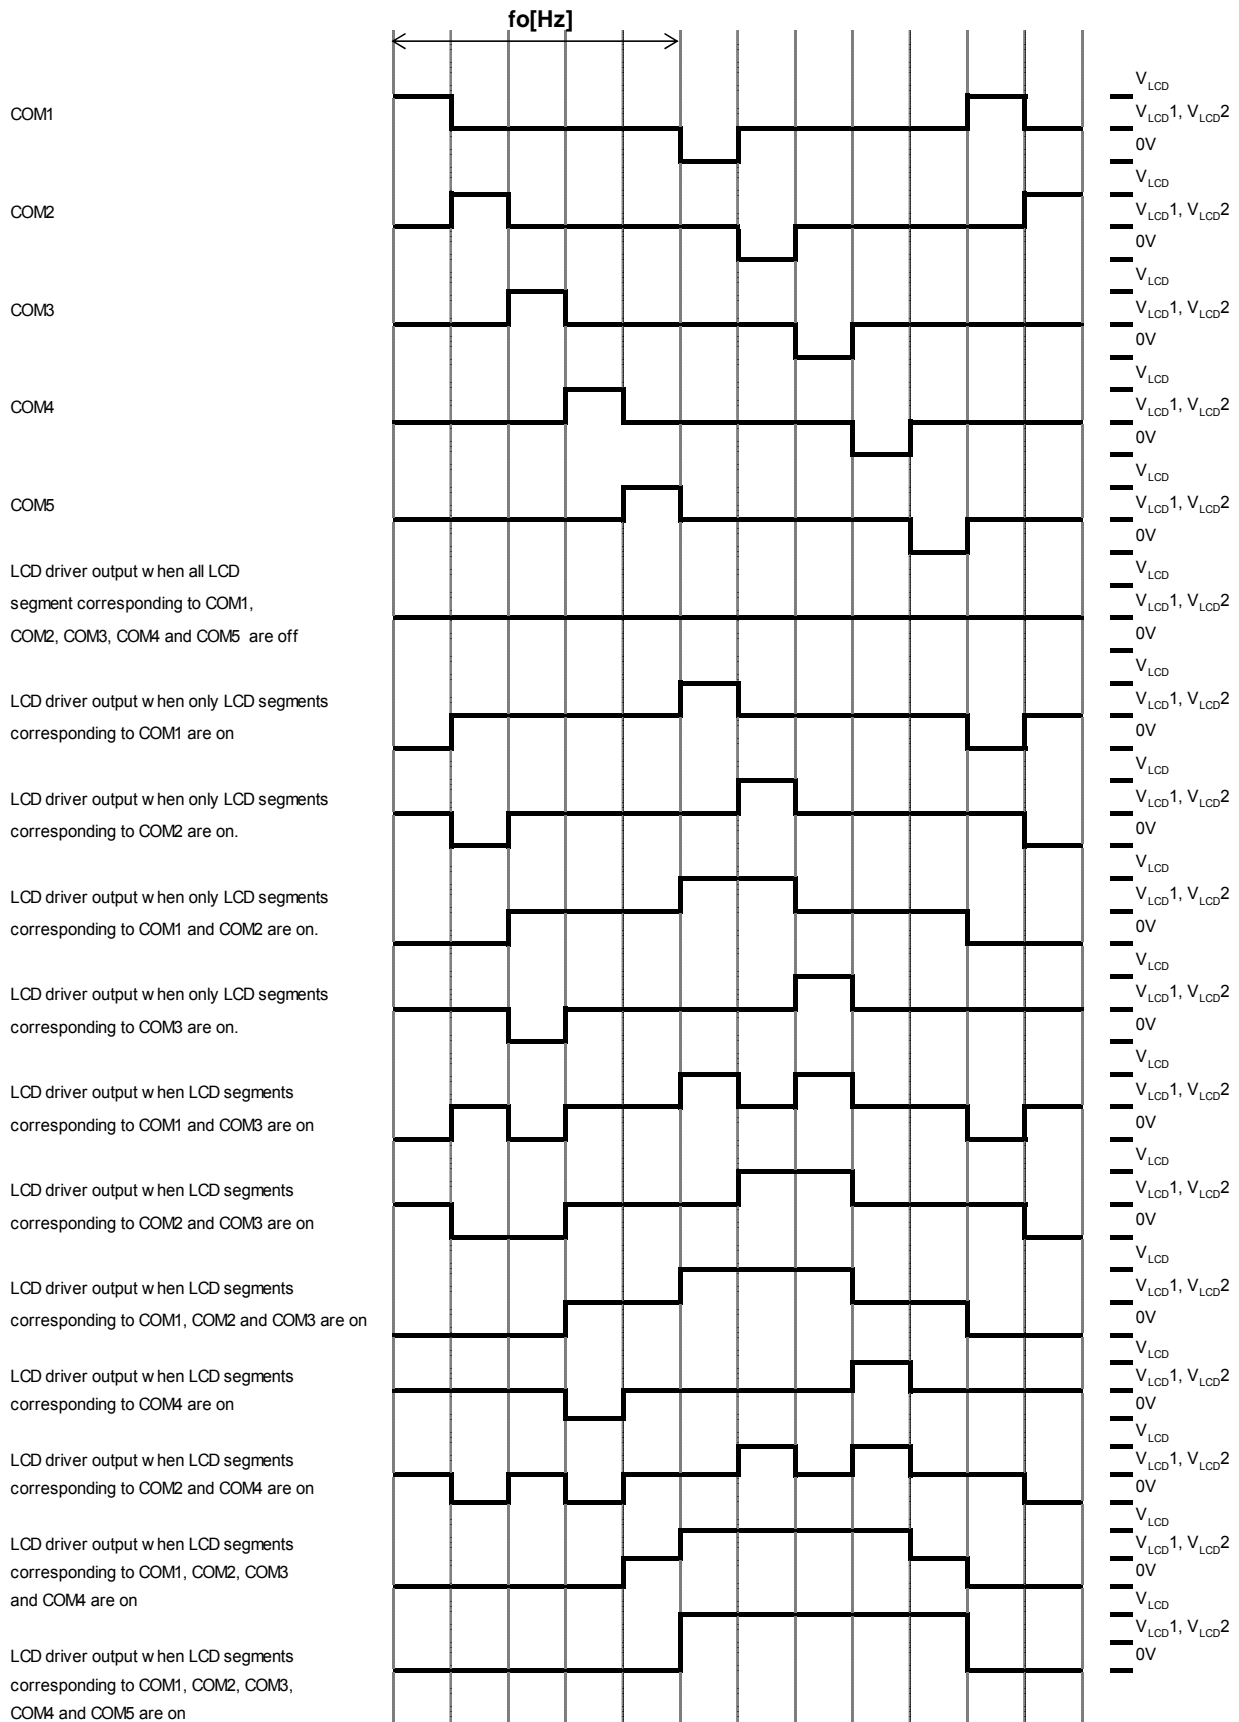 fo[Hz]
VLCD
COM1
VLCD1, VLCD2
0V
VLCD
COM2
VLCD1, VLCD2
0V
VLCD
COM3
VLCD1, VLCD2
0V
VLCD
COM4
VLCD1, VLCD2
0V
VLCD
COM5
VLCD1, VLCD2
0V
LCD driver output when all LCD
segment corresponding to COM1,
COM2, COM3, COM4 and COM5 are off
VLCD
VLCD1, VLCD2
0V
LCD driver output when only LCD segments
corresponding to COM1 are on
VLCD
VLCD1, VLCD2
0V
LCD driver output when only LCD segments
corresponding to COM2 are on.
VLCD
VLCD1, VLCD2
0V
LCD driver output when only LCD segments
corresponding to COM1 and COM2 are on.
VLCD
VLCD1, VLCD2
0V
LCD driver output when only LCD segments
corresponding to COM3 are on.
VLCD
VLCD1, VLCD2
0V
LCD driver output when LCD segments
corresponding to COM1 and COM3 are on
VLCD
VLCD1, VLCD2
0V
LCD driver output when LCD segments
corresponding to COM2 and COM3 are on
VLCD
VLCD1, VLCD2
0V
LCD driver output when LCD segments
corresponding to COM1, COM2 and COM3 are on
VLCD
VLCD1, VLCD2
0V
LCD driver output when LCD segments
corresponding to COM4 are on
VLCD
VLCD1, VLCD2
0V
LCD driver output when LCD segments
corresponding to COM2 and COM4 are on
VLCD
VLCD1, VLCD2
0V
LCD driver output when LCD segments
corresponding to COM1, COM2, COM3
and COM4 are on
VLCD
VLCD1, VLCD2
0V
LCD driver output when LCD segments
corresponding to COM1, COM2, COM3,
COM4 and COM5 are on
VLCD
VLCD1, VLCD2
0V